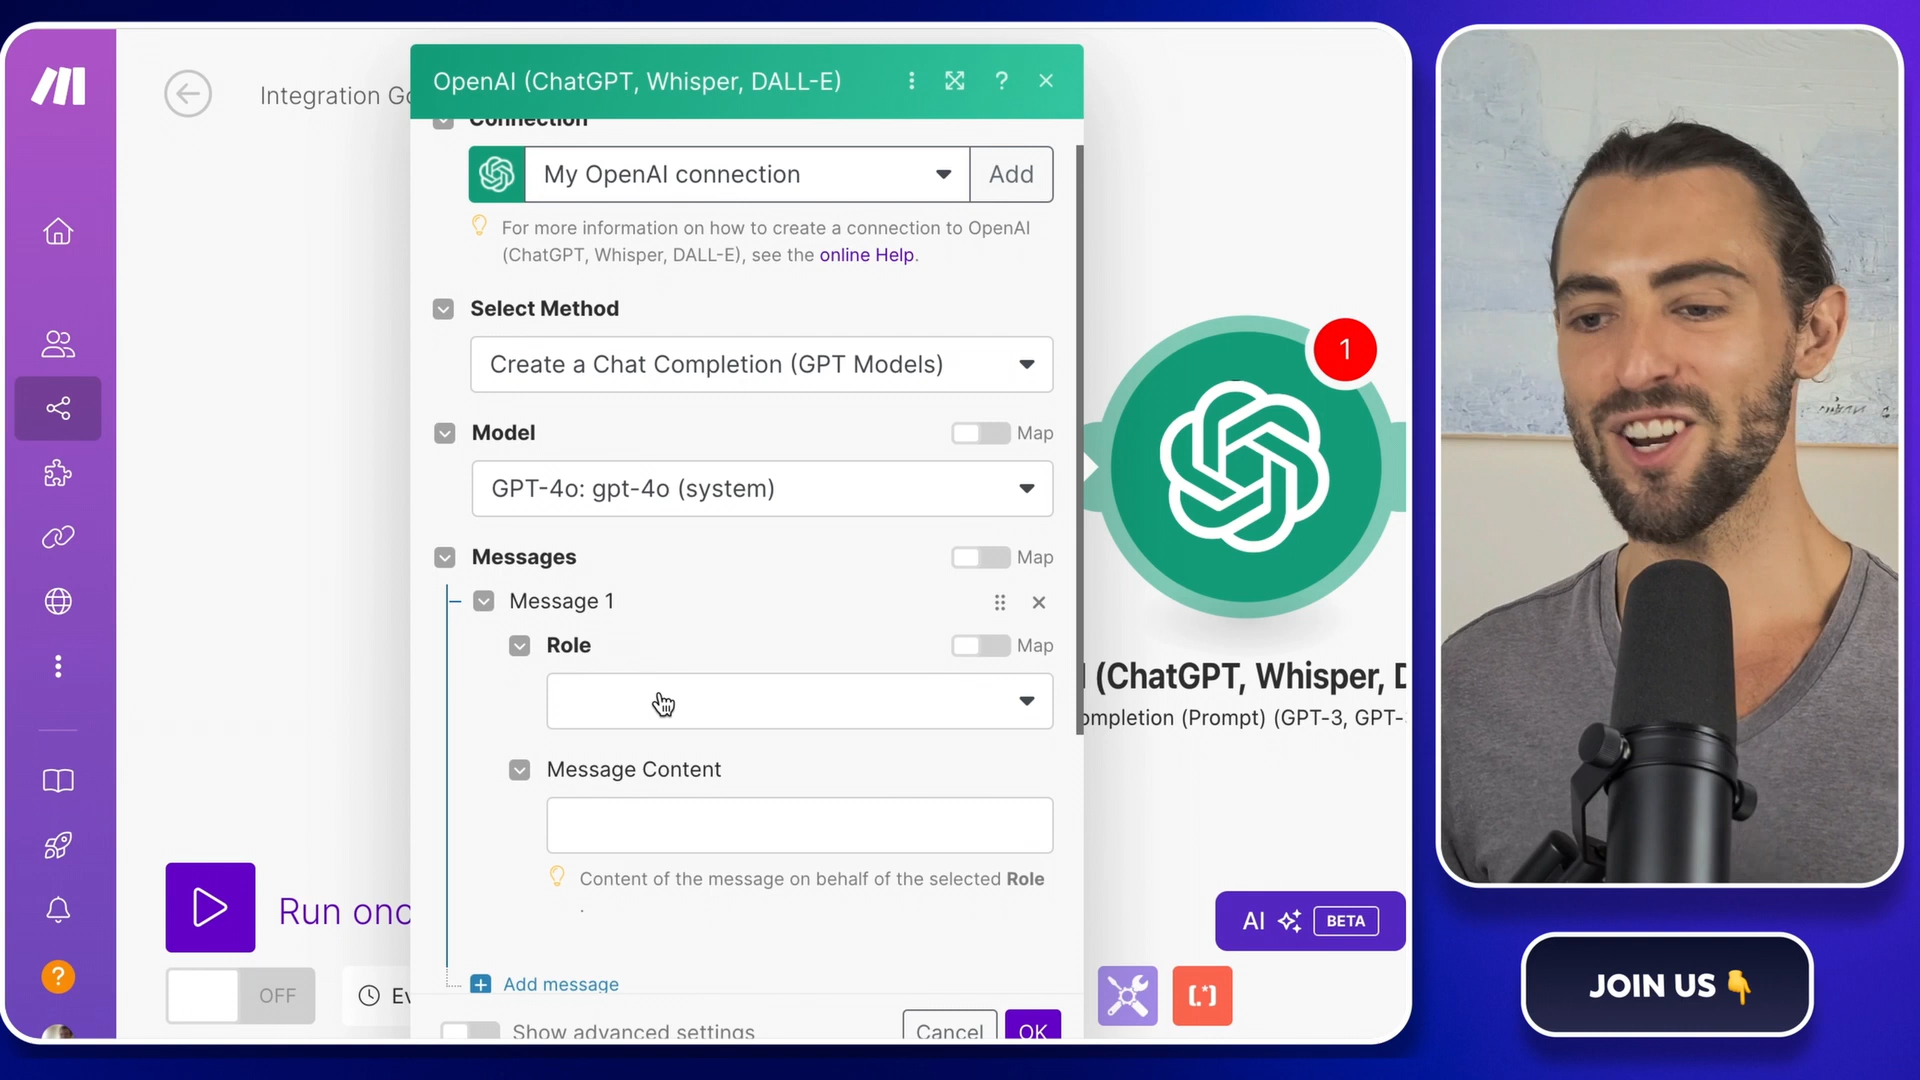 Integration Go
OpenAI (ChatGPT, Whisper, DALL-E)
Connection
My OpenAI connection
Add
For more information on how to create a connection to OpenAI
(ChatGPT, Whisper, DALL-E), see the online Help.
Select Method
Create a Chat Completion (GPT Models)
Model
Map
GPT-4o: gpt-4o (system)
Messages
Map
Message 1
Role
Map
Message Content
Content of the message on behalf of the selected Role
.
Add message
Show advanced settings
Cancel
OK
Run onc
OFF
Ev
1
(ChatGPT, Whisper, D
ompletion (Prompt) (GPT-3, GPT-
AI
BETA
JOIN US 👇